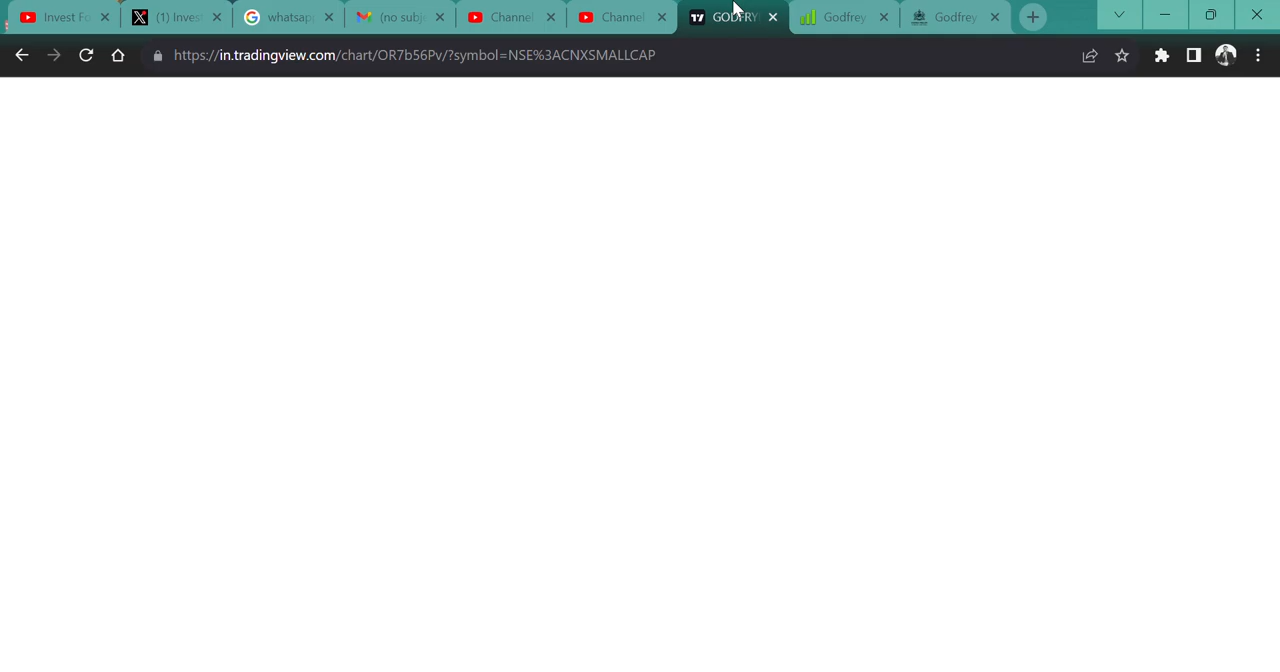 Invest Fo
(1) Invest
whatsap
(no subj
Channel
Channel
GODFRY
Godfrey
Godfrey
https://in.tradingview.com/chart/OR7b56Pv/?symbol=NSE%3ACNXSMALLCAP